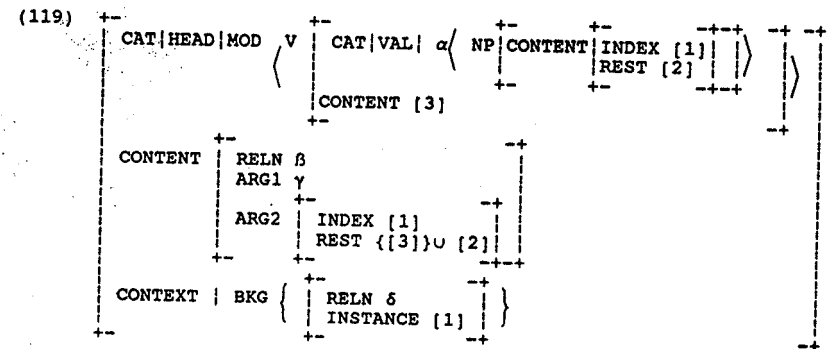 (119)
CAT|HEAD|MOD ⟨ V | CAT|VAL| α⟨ NP|CONTENT| INDEX [1] ⟩ ⟩
REST [2]
CONTENT [3]
CONTENT | RELN ß
ARG1 γ
ARG2 | INDEX [1]
REST {[3]}∪ [2]
CONTEXT | BKG { | RELN δ | }
INSTANCE [1]